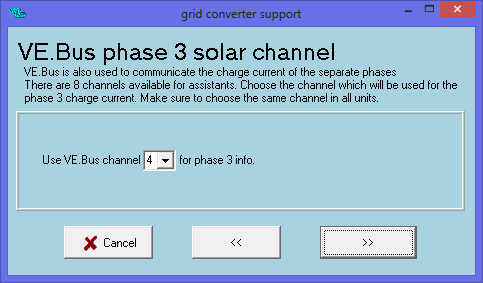 grid converter support
VE.Bus phase 3 solar channel
VE.Bus is also used to communicate the charge current of the separate phases
There are 8 channels available for assistants. Choose the channel which will be used for the
phase 3 charge current. Make sure to choose the same channel in all units.
Use VE.Bus channel 4 for phase 3 info.
Cancel << >>